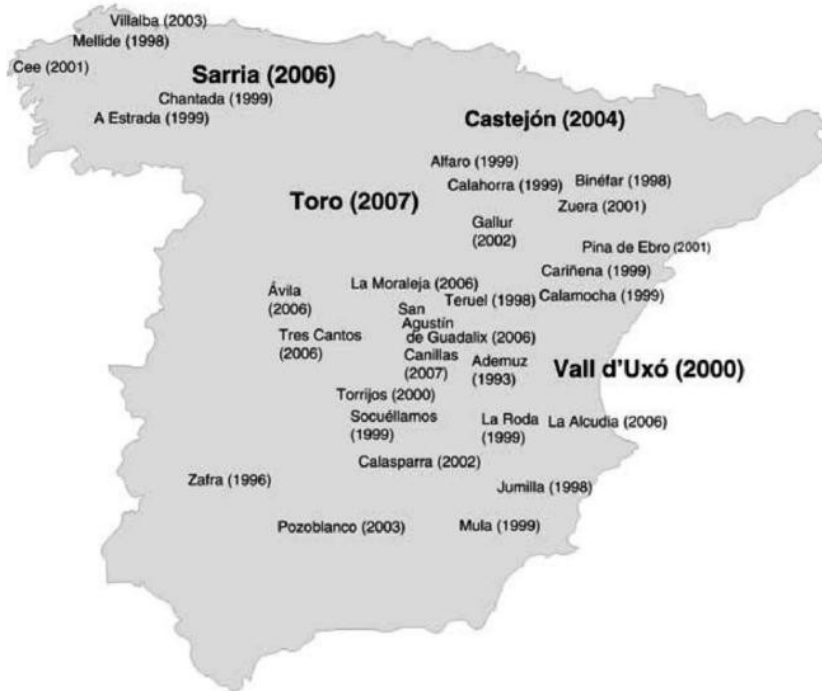 Villalba (2003)
Mellide (1998)
Cee (2001)
Sarria (2006)
Chantada (1999)
A Estrada (1999)
Castejón (2004)
Alfaro (1999)
Calahorra (1999)
Binéfar (1998)
Toro (2007)
Zuera (2001)
Gallur
(2002)
Pina de Ebro (2001)
Cariñena (1999)
La Moraleja (2006)
Ávila
(2006)
Teruel (1998)
Calamocha (1999)
San
Agustín
de Guadalix (2006)
Tres Cantos
(2006)
Canillas
(2007)
Ademuz
(1993)
Vall d'Uxó (2000)
Torrijos (2000)
Socuéllamos
(1999)
La Roda
(1999)
La Alcudia (2006)
Calasparra (2002)
Zafra (1996)
Jumilla (1998)
Pozoblanco (2003)
Mula (1999)